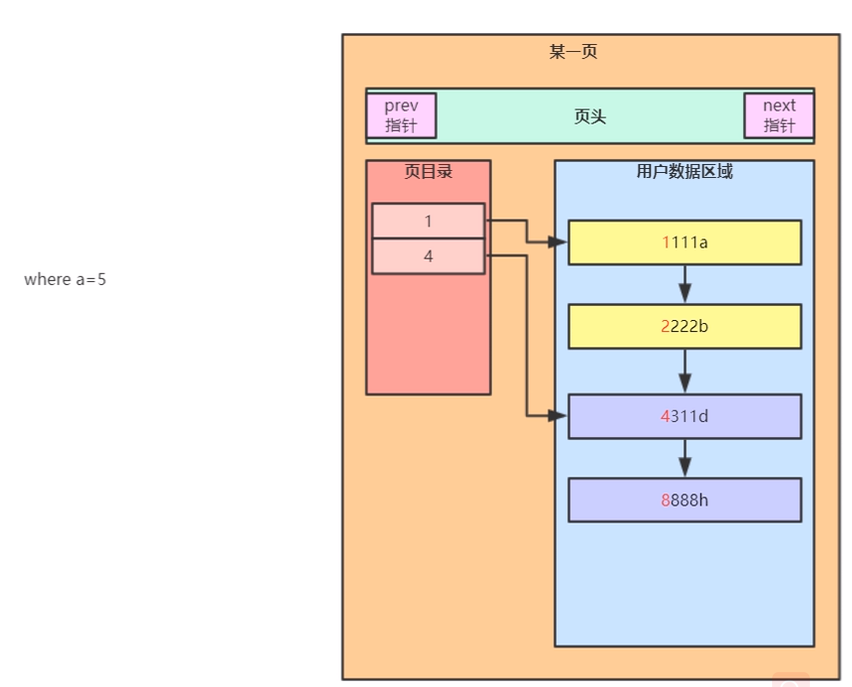 某一页
prev
指针
页头
next
指针
页目录
1
4
用户数据区域
1111a
2222b
4311d
8888h
where a=5